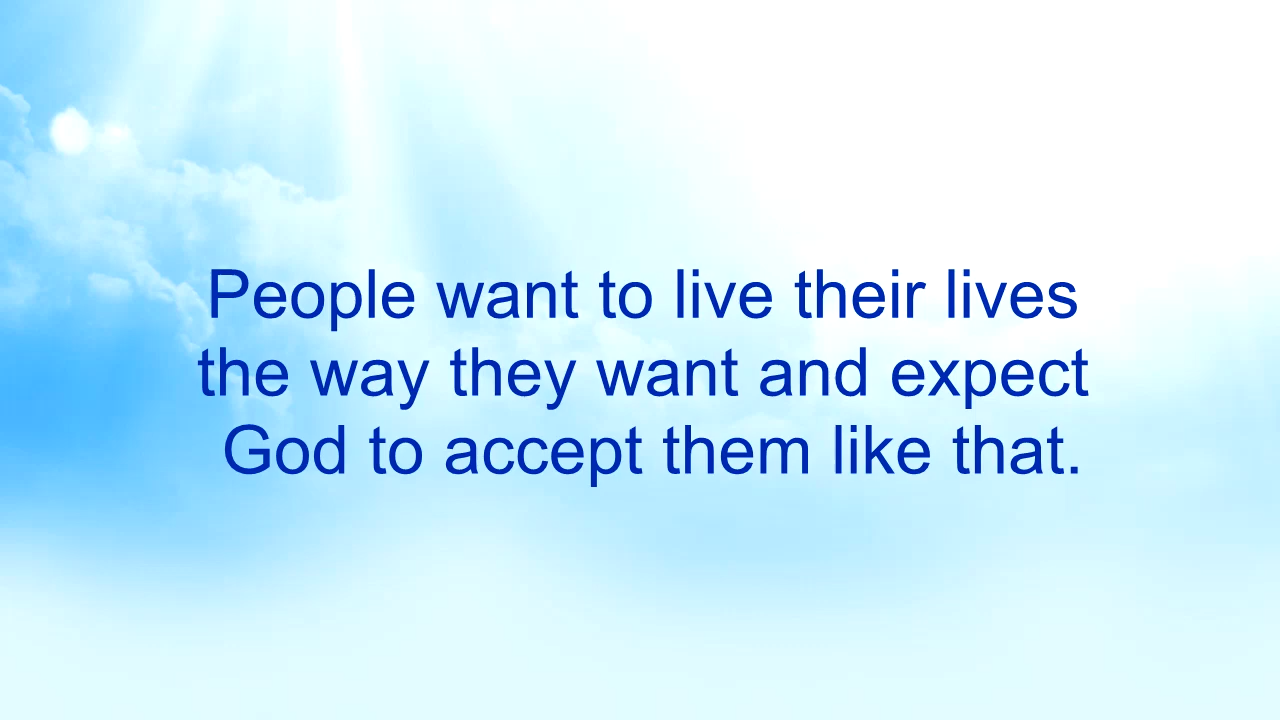 People want to live their lives
the way they want and expect
God to accept them like that.